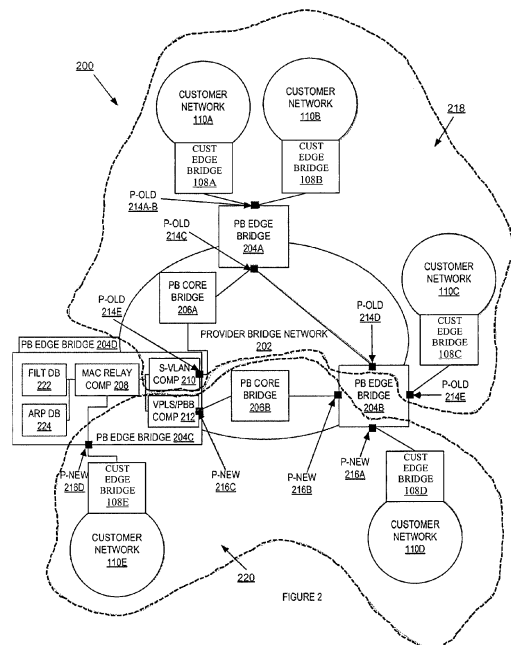 200
218
CUSTOMER
NETWORK
110A
CUST
EDGE
BRIDGE
108A
CUSTOMER
NETWORK
110B
CUST
EDGE
BRIDGE
108B
P-OLD
214A-B
PB EDGE
BRIDGE
204A
P-OLD
214C
CUSTOMER
NETWORK
110C
CUST
EDGE
BRIDGE
108C
PB CORE
BRIDGE
206A
P-OLD
214E
P-OLD
214D
PROVIDER BRIDGE NETWORK
202
PB EDGE BRIDGE 204D
FILT DB
222
MAC RELAY
COMP 208
S-VLAN
COMP 210
ARP DB
224
VPLS/PBB
COMP 212
PB EDGE BRIDGE 204C
PB CORE
BRIDGE
206B
PB EDGE
BRIDGE
204B
P-OLD
214E
P-NEW
216D
P-NEW
216C
P-NEW
216B
P-NEW
216A
CUST
EDGE
BRIDGE
108E
CUSTOMER
NETWORK
110E
CUST
EDGE
BRIDGE
108D
CUSTOMER
NETWORK
110D
220
FIGURE 2